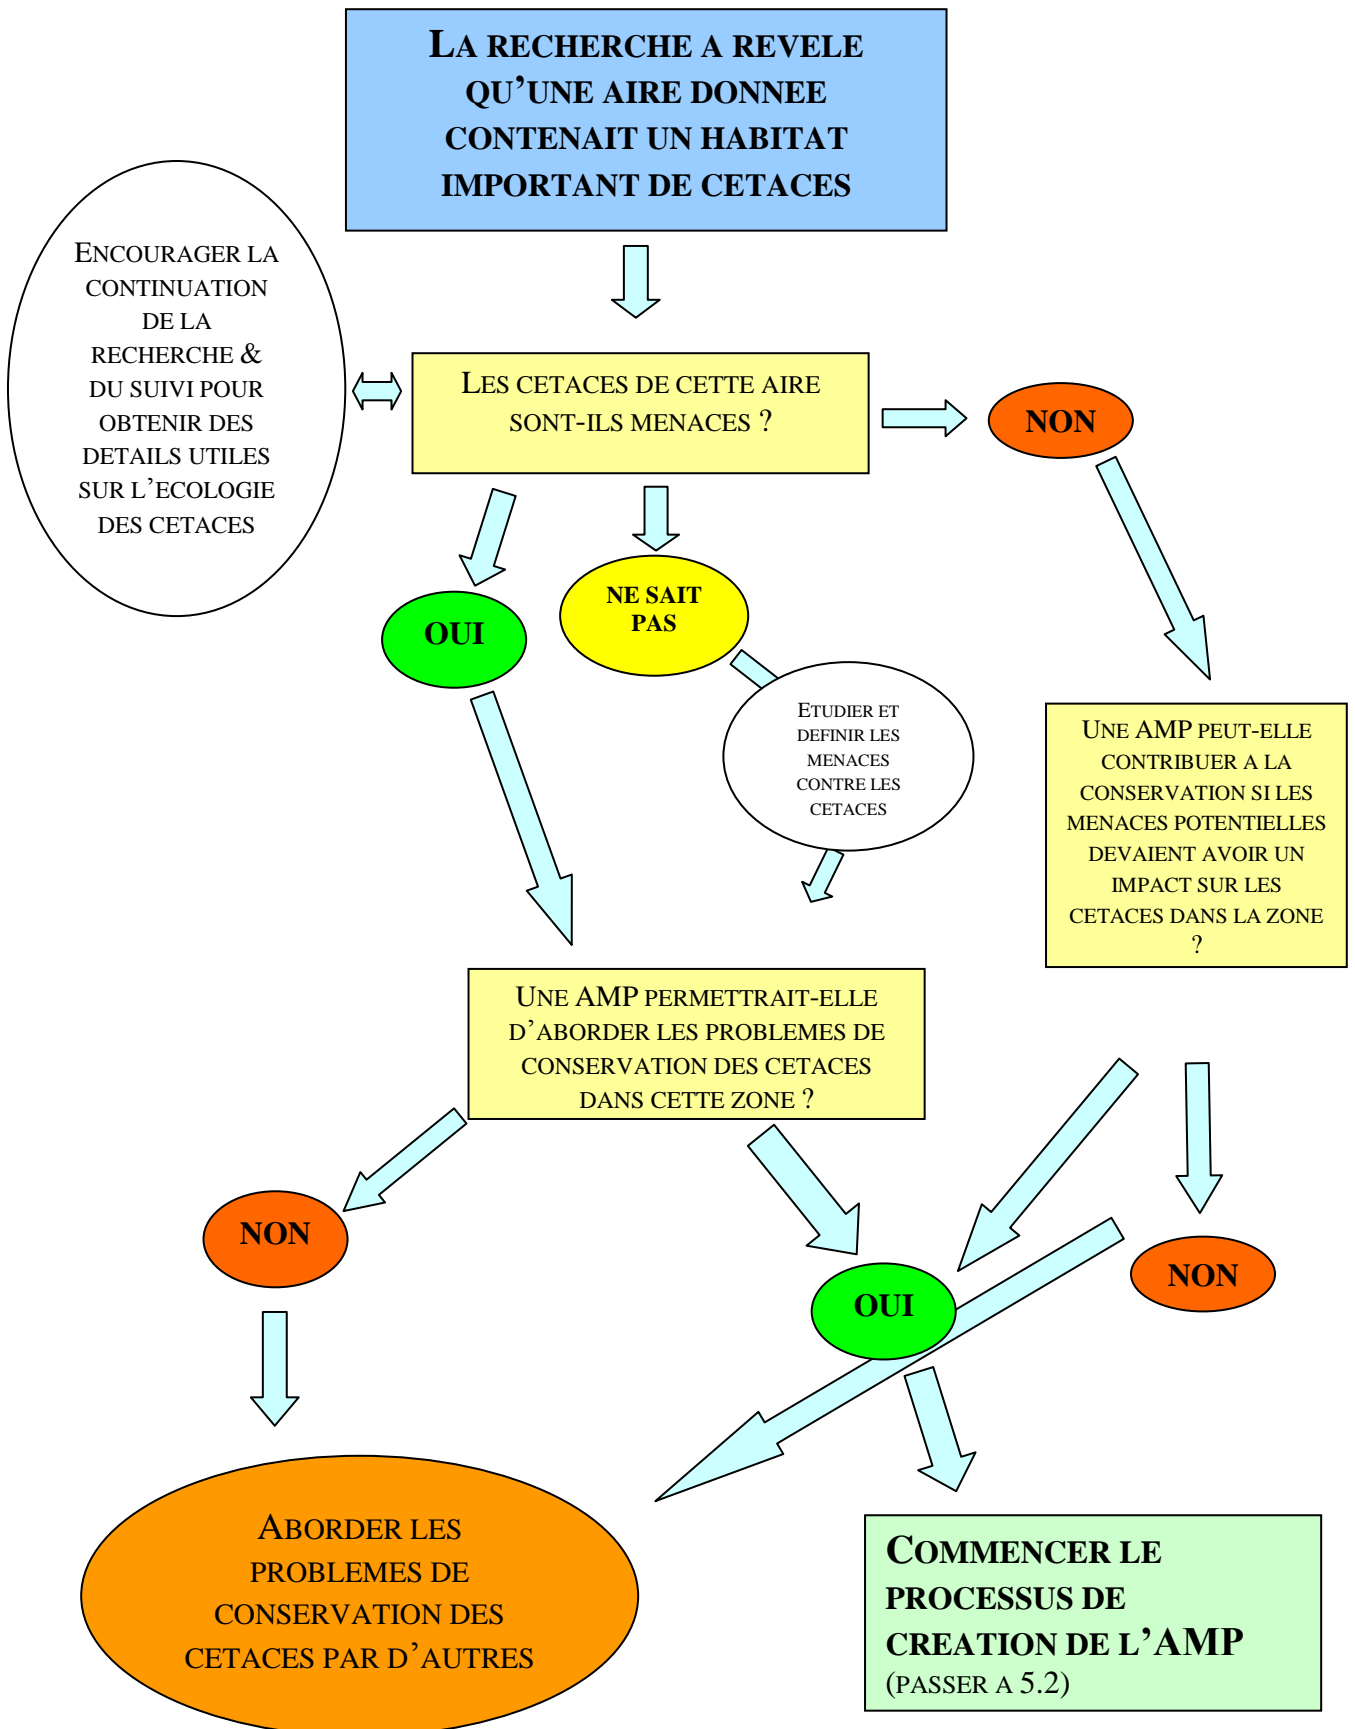 LA RECHERCHE A REVELE
QU’UNE AIRE DONNEE
CONTENAIT UN HABITAT
IMPORTANT DE CETACES
ENCOURAGER LA
CONTINUATION
DE LA
RECHERCHE &
DU SUIVI POUR
OBTENIR DES
DETAILS UTILES
SUR L’ECOLOGIE
DES CETACES
LES CETACES DE CETTE AIRE
SONT-ILS MENACES ?
NON
OUI
NE SAIT
PAS
ETUDIER ET
DEFINIR LES
MENACES
CONTRE LES
CETACES
UNE AMP PEUT-ELLE
CONTRIBUER A LA
CONSERVATION SI LES
MENACES POTENTIELLES
DEVAIENT AVOIR UN
IMPACT SUR LES
CETACES DANS LA ZONE
?
UNE AMP PERMETTRAIT-ELLE
D’ABORDER LES PROBLEMES DE
CONSERVATION DES CETACES
DANS CETTE ZONE ?
NON
OUI
NON
ABORDER LES
PROBLEMES DE
CONSERVATION DES
CETACES PAR D’AUTRES
COMMENCER LE
PROCESSUS DE
CREATION DE L’AMP
(PASSER A 5.2)